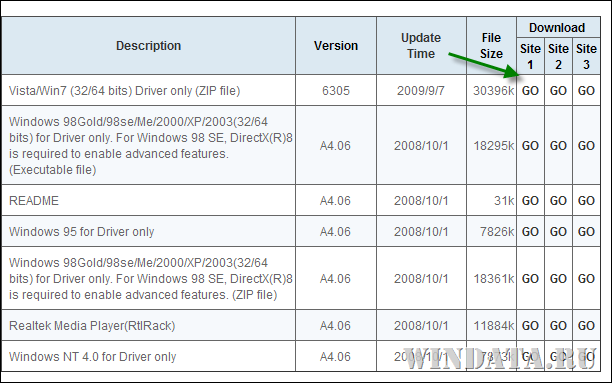 Description Version Update Time File Size Download
Site 1 Site 2 Site 3
Vista/Win7 (32/64 bits) Driver only (ZIP file) 6305 2009/9/7 30396k GO GO GO
Windows 98Gold/98se/Me/2000/XP/2003(32/64
bits) for Driver only. For Windows 98 SE, DirectX(R)8
is required to enable advanced features.
(Executable file) A4.06 2008/10/1 18295k GO GO GO
README A4.06 2008/10/1 31k GO GO GO
Windows 95 for Driver only A4.06 2008/10/1 7826k GO GO GO
Windows 98Gold/98se/Me/2000/XP/2003(32/64
bits) for Driver only. For Windows 98 SE, DirectX(R)8
is required to enable advanced features. (ZIP file) A4.06 2008/10/1 18361k GO GO GO
Realtek Media Player(RtlRack) A4.06 2008/10/1 11884k GO GO GO
Windows NT 4.0 for Driver only A4.06 2008/10/1 GO GO GO
WINDATA.RU